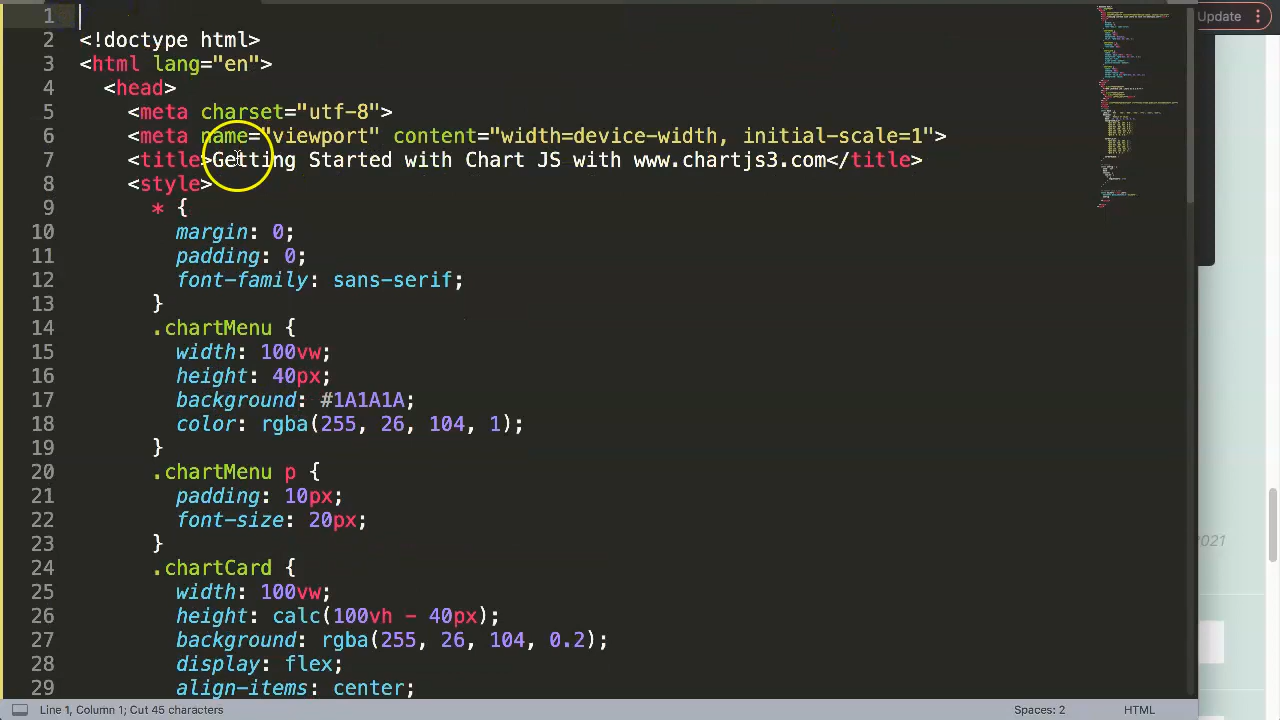 Update
1
2 <!doctype html>
3 <html lang="en">
4 <head>
5 <meta charset="utf-8">
6 <meta name="viewport" content="width=device-width, initial-scale=1">
7 <title>Getting Started with Chart JS with www.chartjs3.com</title>
8 <style>
9 * {
10 margin: 0;
11 padding: 0;
12 font-family: sans-serif;
13 }
14 .chartMenu {
15 width: 100vw;
16 height: 40px;
17 background: #1A1A1A;
18 color: rgba(255, 26, 104, 1);
19 }
20 .chartMenu p {
21 padding: 10px;
22 font-size: 20px;
23 }
24 .chartCard {
25 width: 100vw;
26 height: calc(100vh - 40px);
27 background: rgba(255, 26, 104, 0.2);
28 display: flex;
29 align-items: center;
2021
Line 1, Column 1; Cut 45 characters Spaces: 2 HTML